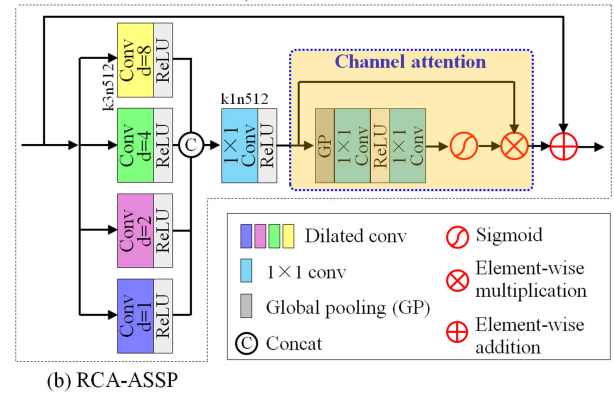 Conv
d=8
ReLU
k3n512
Conv
d=4
ReLU
Conv
d=2
ReLU
Conv
d=1
ReLU
C
k1n512
1×1
Conv
ReLU
Channel attention
GP
1×1
Conv
ReLU
1×1
Conv
Dilated conv
1×1 conv
Global pooling (GP)
C Concat
Sigmoid
Element-wise
multiplication
Element-wise
addition
(b) RCA-ASSP